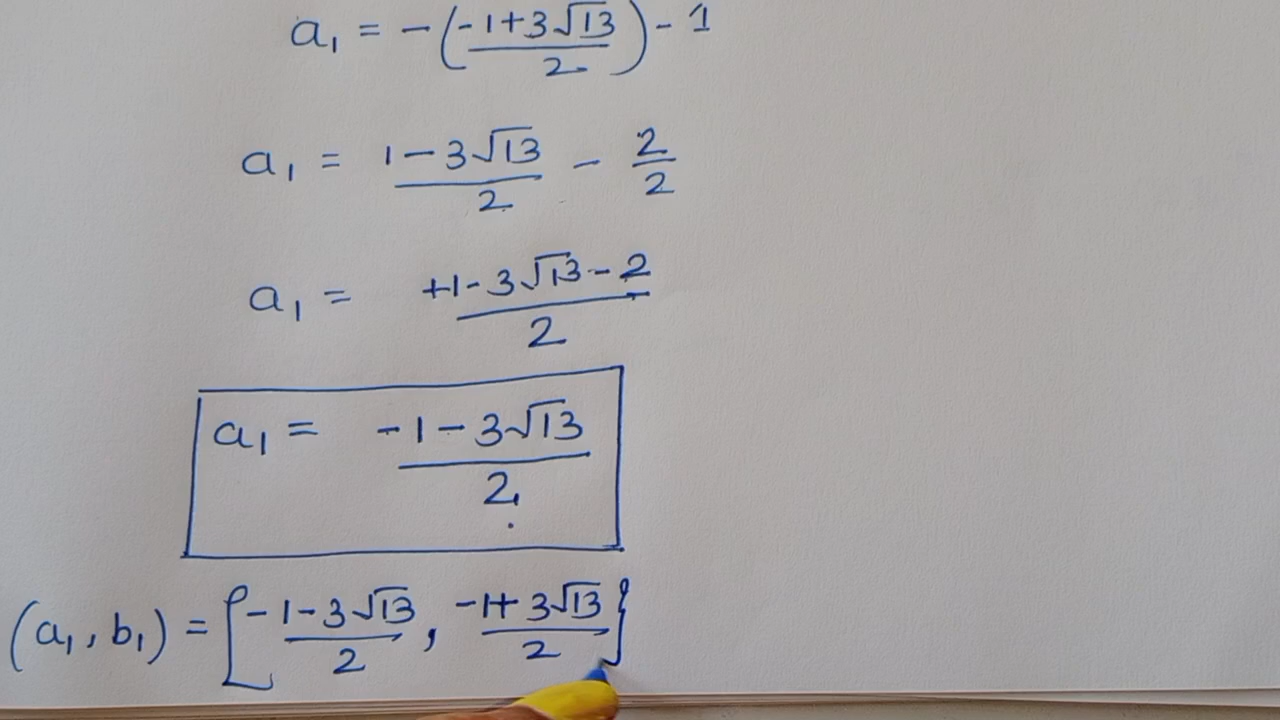 a₁ = -((-1+3√13)/2) - 1
a₁ = (1-3√13)/2 - 2/2
a₁ = (+1-3√13-2)/2
a₁ = (-1-3√13)/2
(a₁, b₁) = [(-1-3√13)/2, (-1+3√13)/2}